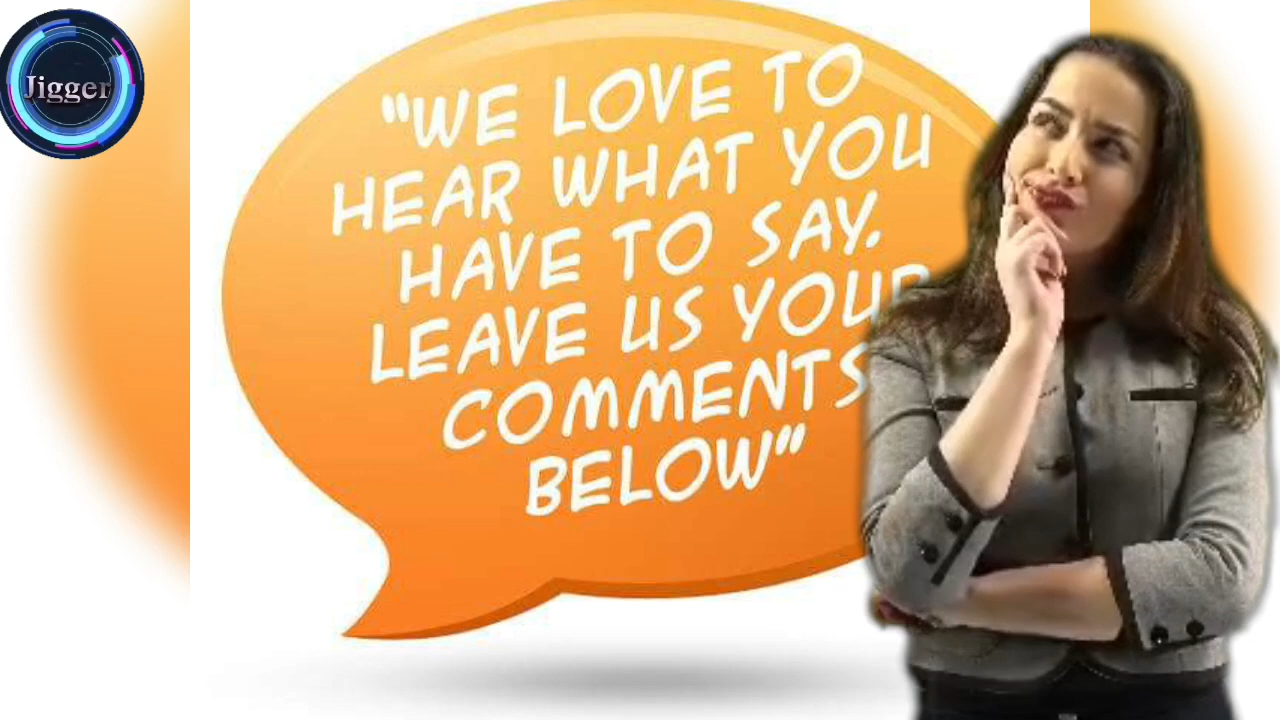 Jigger
"WE LOVE TO
HEAR WHAT YOU
HAVE TO SAY.
LEAVE US YOUR
COMMENTS
BELOW"